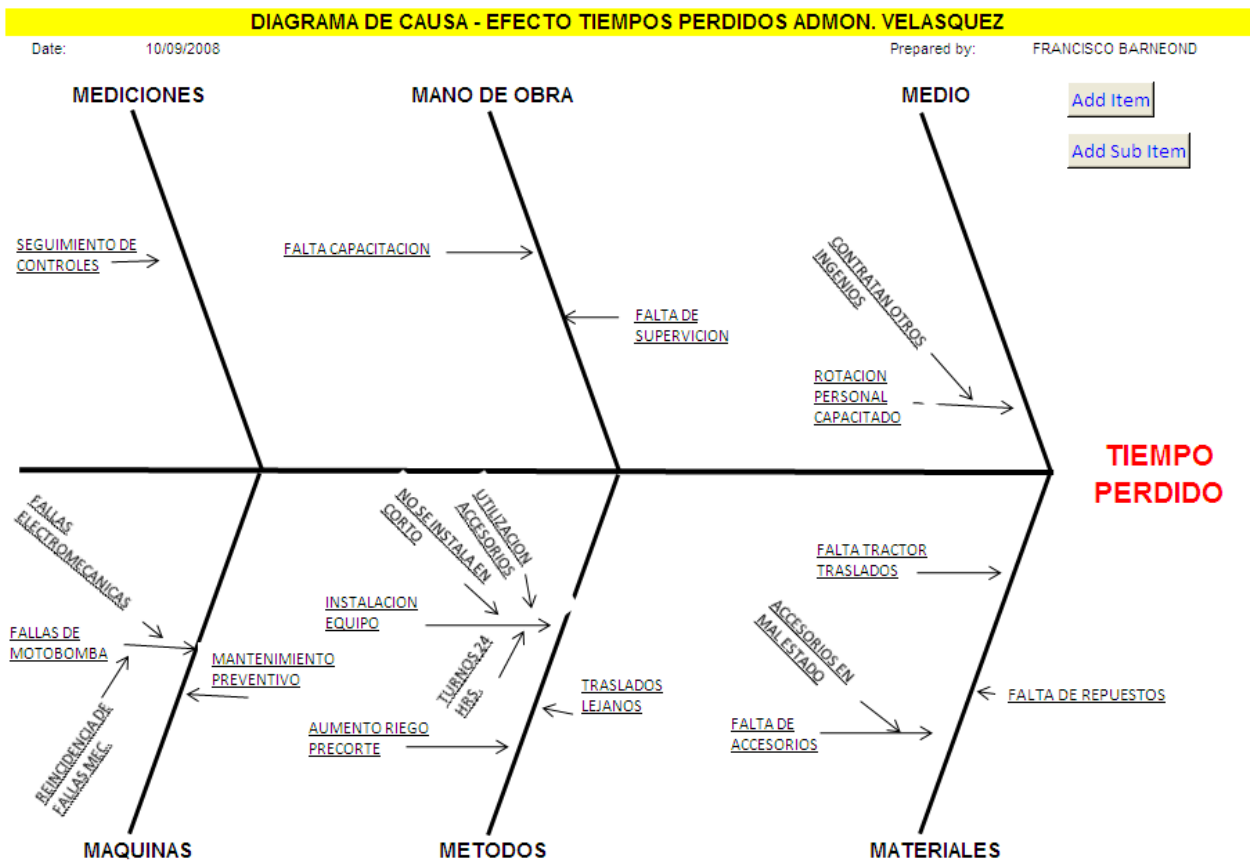 DIAGRAMA DE CAUSA - EFECTO TIEMPOS PERDIDOS ADMON. VELASQUEZ
Date: 10/09/2008 Prepared by: FRANCISCO BARNEOND
MEDICIONES MANO DE OBRA MEDIO
Add Item
Add Sub Item
SEGUIMIENTO DE
CONTROLES
FALTA CAPACITACION
FALTA DE
SUPERVICION
CONTRATAN OTROS
INGENIOS
ROTACION
PERSONAL
CAPACITADO
TIEMPO
PERDIDO
FALLAS
ELECTROMECANICAS
FALLAS DE
MOTOBOMBA
MANTENIMIENTO
PREVENTIVO
REINCIDENCIA DE
FALLAS MEC.
NO SE INSTALA EN
CORTO
UTILIZACION
ACCESORIOS
INSTALACION
EQUIPO
TURNOS 24
HRS.
TRASLADOS
LEJANOS
AUMENTO RIEGO
PRECORTE
FALTA TRACTOR
TRASLADOS
ACCESORIOS EN
MAL ESTADO
FALTA DE REPUESTOS
FALTA DE
ACCESORIOS
MAQUINAS METODOS MATERIALES